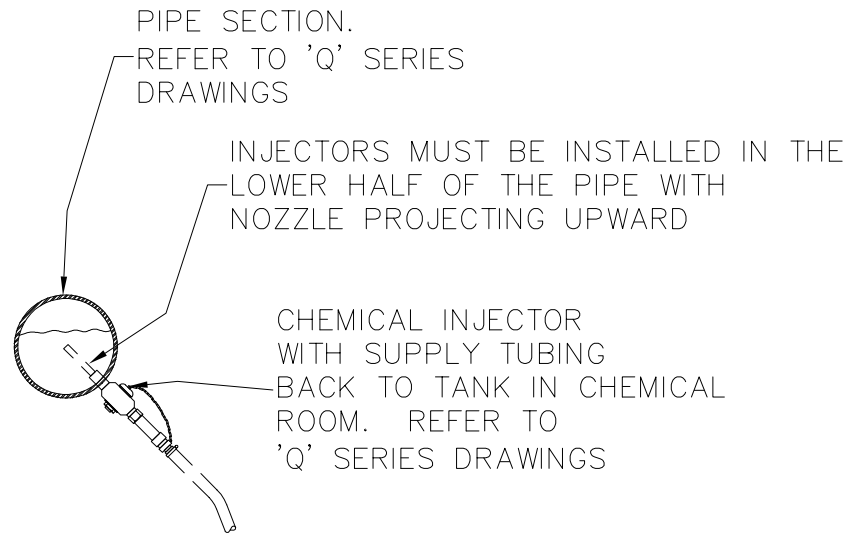 PIPE SECTION.
REFER TO 'Q' SERIES
DRAWINGS
INJECTORS MUST BE INSTALLED IN THE
LOWER HALF OF THE PIPE WITH
NOZZLE PROJECTING UPWARD
CHEMICAL INJECTOR
WITH SUPPLY TUBING
BACK TO TANK IN CHEMICAL
ROOM. REFER TO
'Q' SERIES DRAWINGS